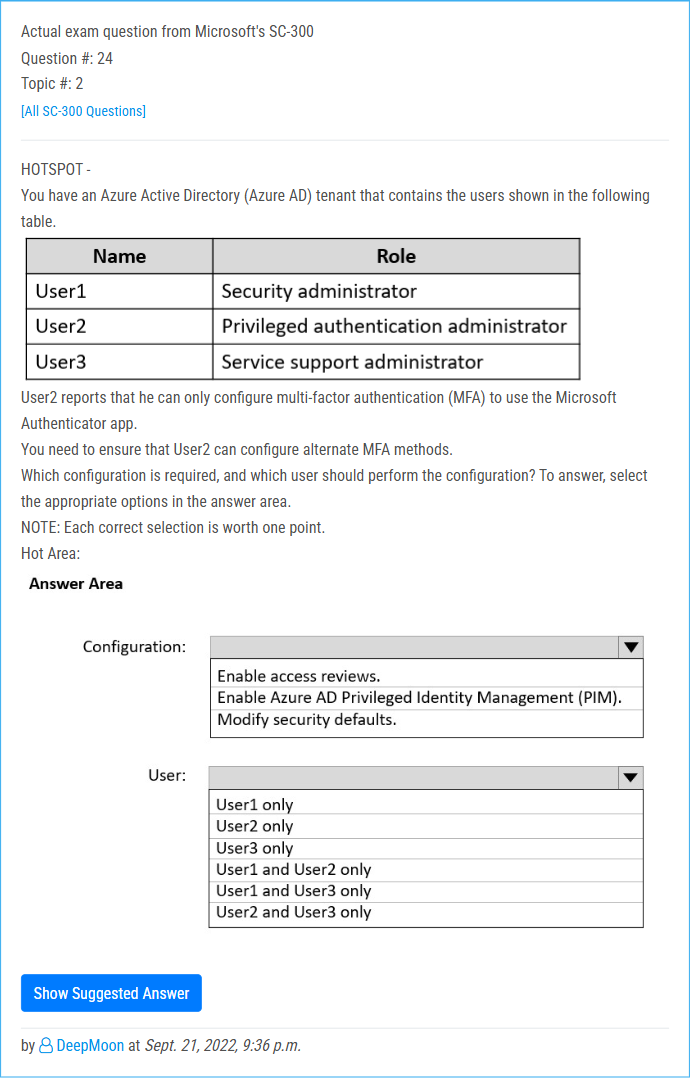 Actual exam question from Microsoft's SC-300
Question #: 24
Topic #: 2
[All SC-300 Questions]
HOTSPOT -
You have an Azure Active Directory (Azure AD) tenant that contains the users shown in the following
table.
Name Role
User1 Security administrator
User2 Privileged authentication administrator
User3 Service support administrator
User2 reports that he can only configure multi-factor authentication (MFA) to use the Microsoft
Authenticator app.
You need to ensure that User2 can configure alternate MFA methods.
Which configuration is required, and which user should perform the configuration? To answer, select
the appropriate options in the answer area.
NOTE: Each correct selection is worth one point.
Hot Area:
Answer Area
Configuration:
Enable access reviews.
Enable Azure AD Privileged Identity Management (PIM).
Modify security defaults.
User:
User1 only
User2 only
User3 only
User1 and User2 only
User1 and User3 only
User2 and User3 only
Show Suggested Answer
by DeepMoon at Sept. 21, 2022, 9:36 p.m.